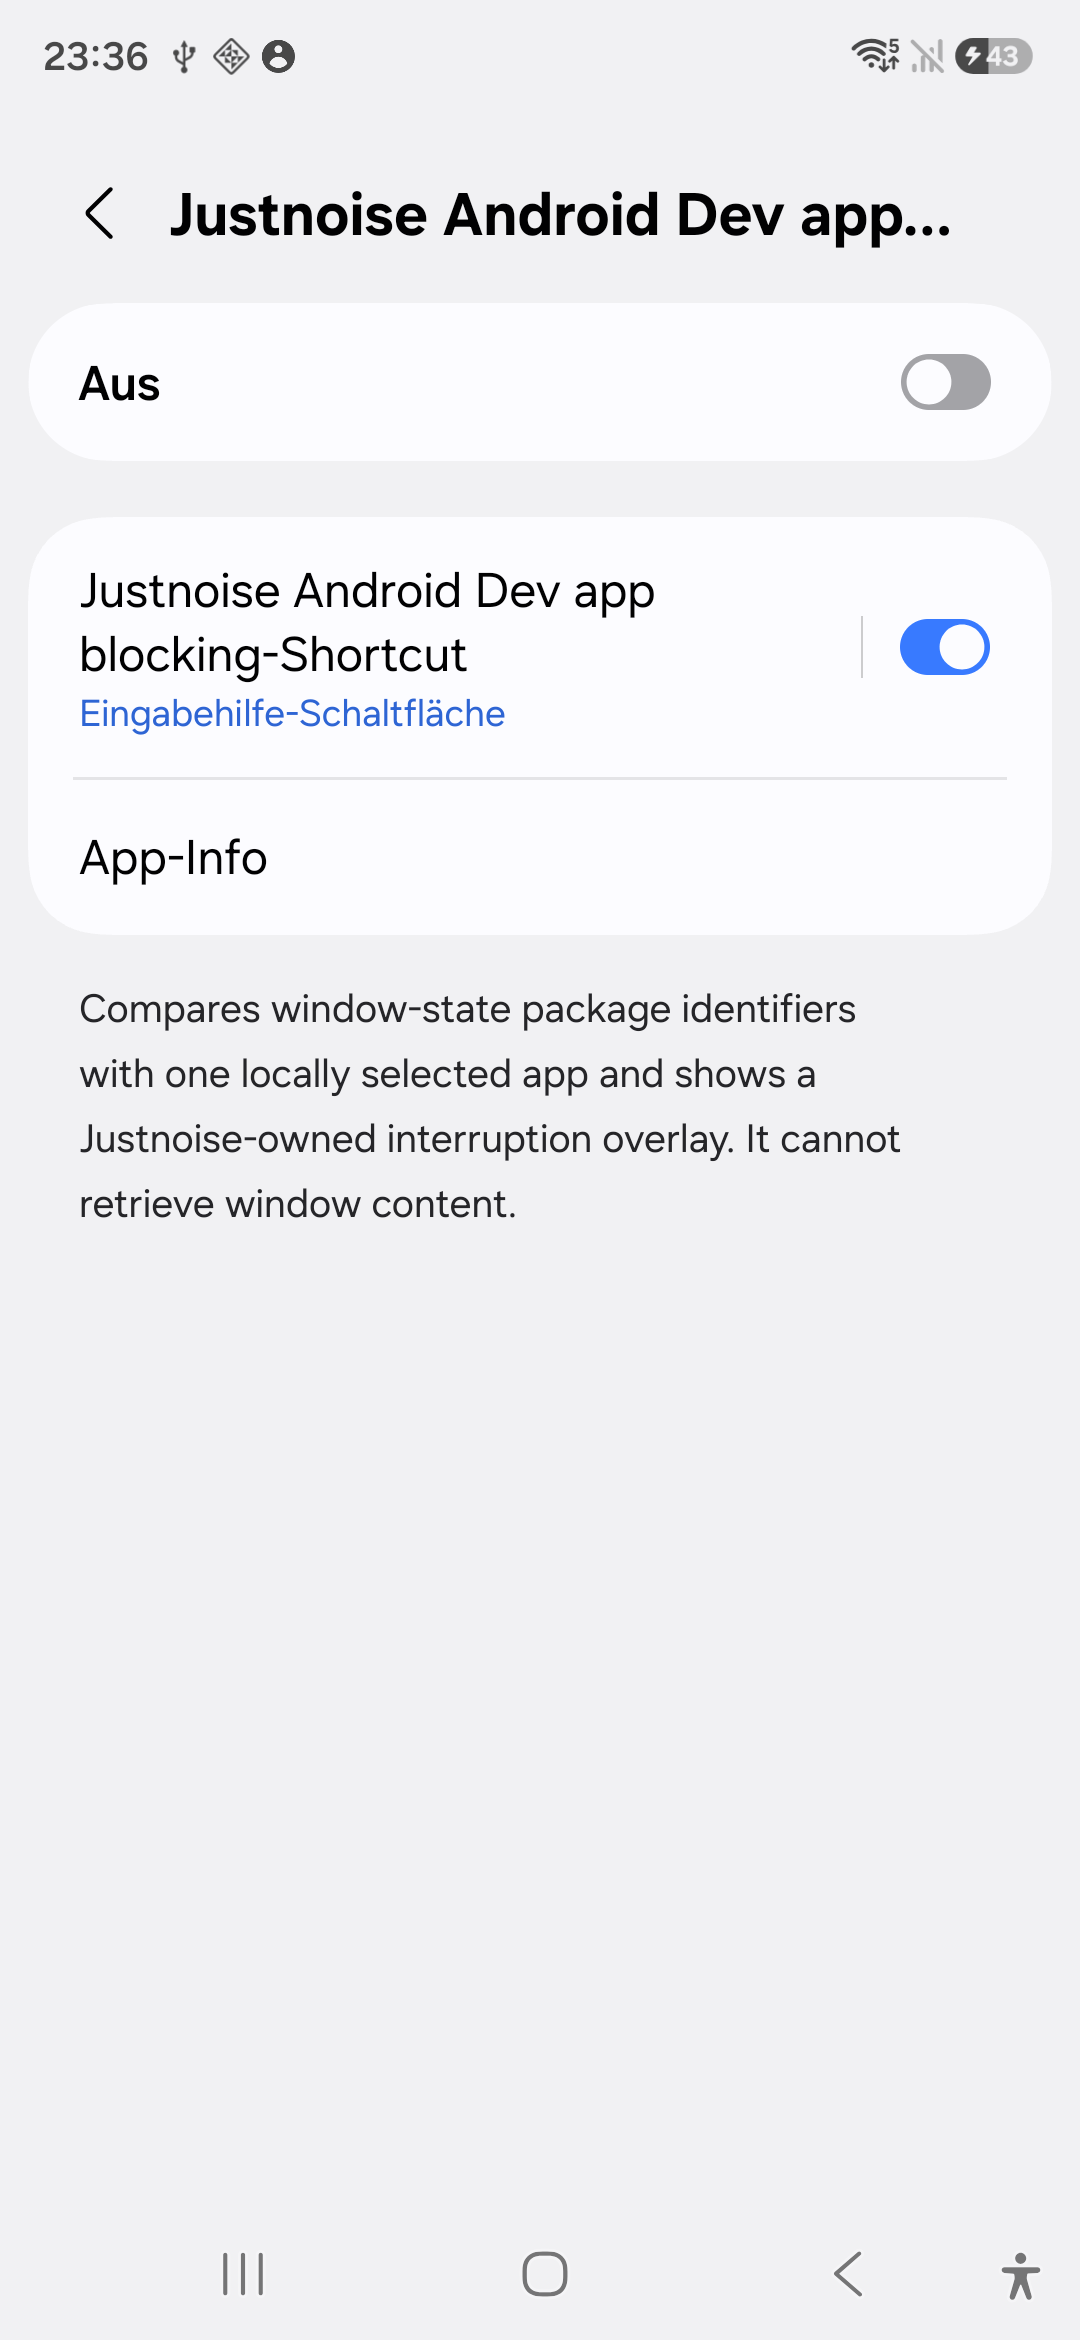 23:36
5
43
Justnoise Android Dev app...
Aus
Justnoise Android Dev app
blocking-Shortcut
Eingabehilfe-Schaltfläche
App-Info
Compares window-state package identifiers
with one locally selected app and shows a
Justnoise-owned interruption overlay. It cannot
retrieve window content.